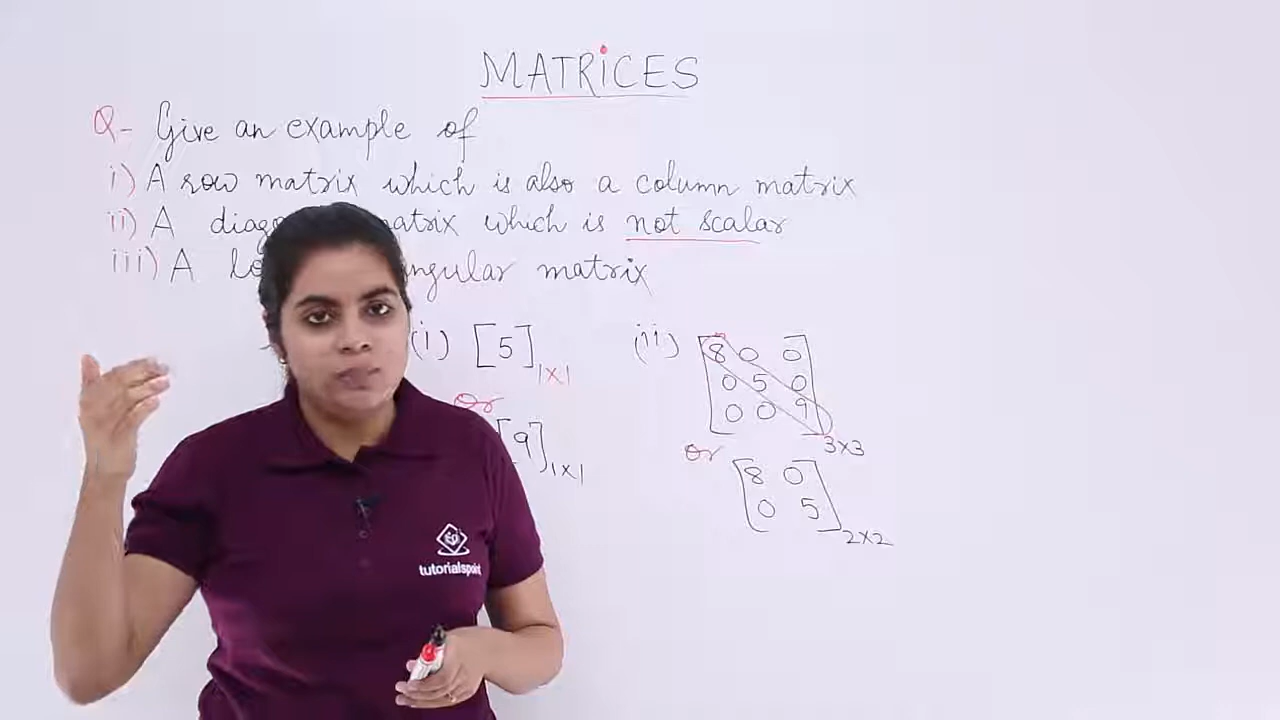 MATRiCES
Q- Give an example of
i) A row matrix which is also a column matrix
ii) A diag matrix which is not scalar
iii) A lo ngular matrix
(i) [5]1x1
or
[9]1x1
(ii) [8 0 0
0 5 0
0 0 9]3x3
or
[8 0
0 5]2x2
tutorialspoint